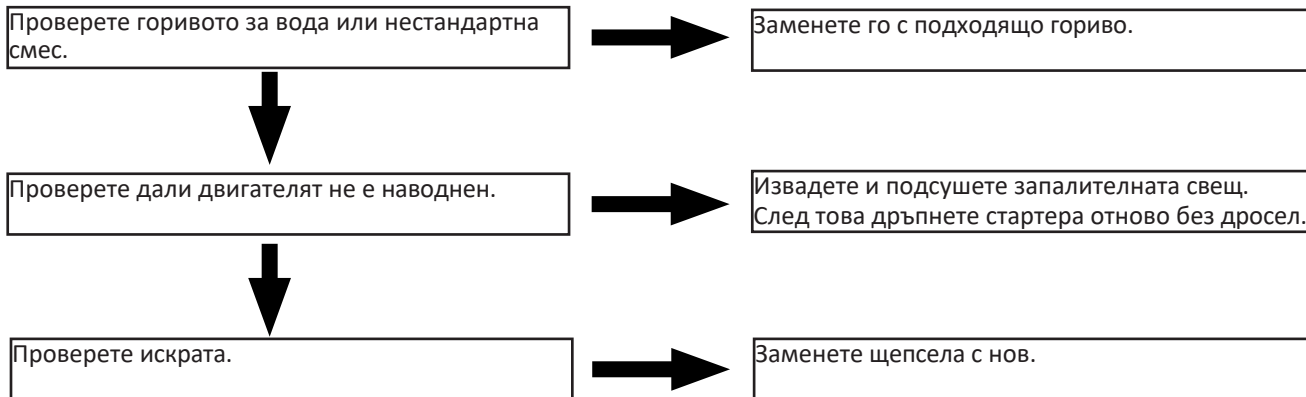 Проверете горивото за вода или нестандартна
смес.
Заменете го с подходящо гориво.
Проверете дали двигателят не е наводнен.
Извадете и подсушете запалителната свещ.
След това дръпнете стартера отново без дросел.
Проверете искрата.
Заменете щепсела с нов.